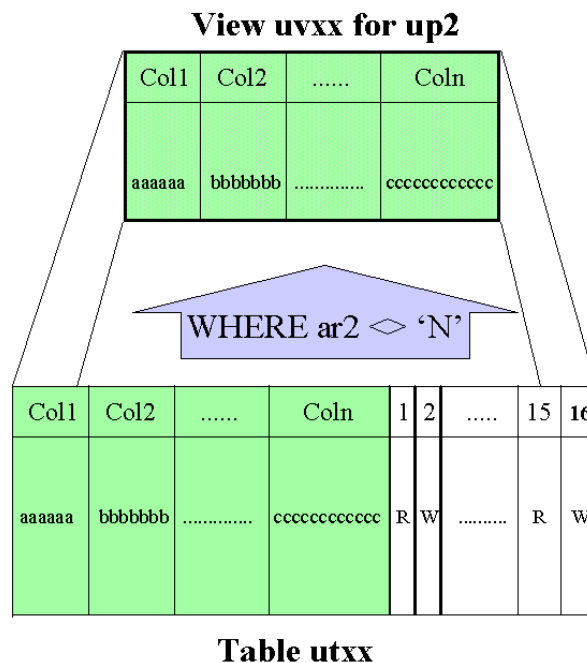 View uvxx for up2
Col1 Col2 ...... Coln
aaaaaa bbbbbbb .............. cccccccccccc
WHERE ar2 <> ‘N’
Col1 Col2 ...... Coln 1 2 ..... 15 16
aaaaaa bbbbbbb .............. cccccccccccc R W .......... R W
Table utxx